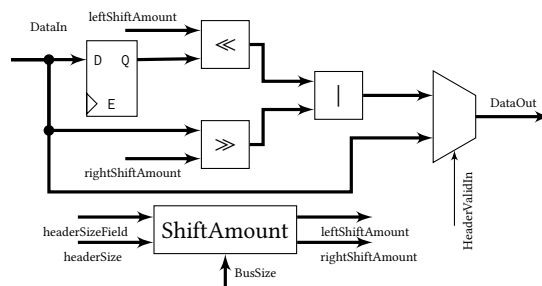 leftShiftAmount
DataIn
D Q
E
≪
|
≫
rightShiftAmount
DataOut
HeaderValidIn
headerSizeField
headerSize
ShiftAmount
leftShiftAmount
rightShiftAmount
BusSize